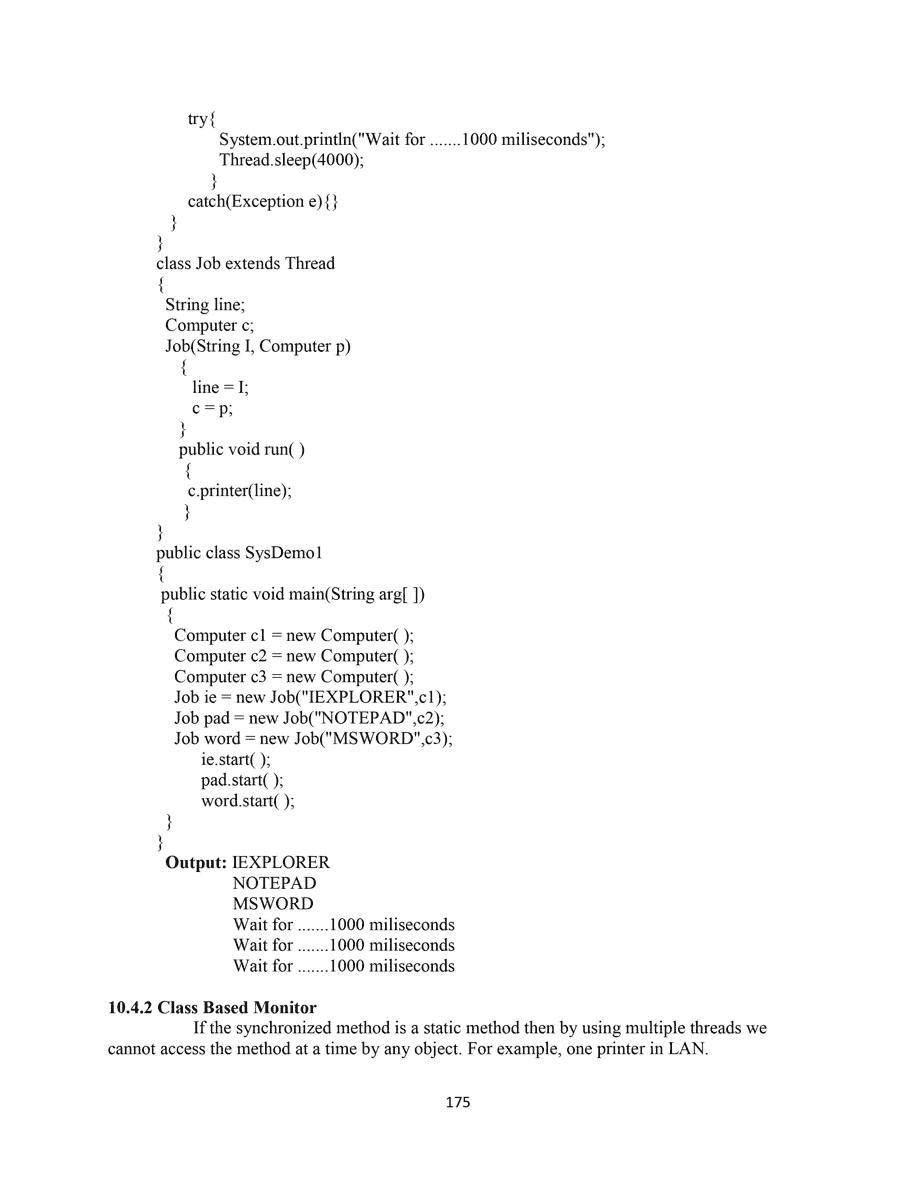 try{
System.out.println("Wait for .......1000 miliseconds");
Thread.sleep(4000);
}
catch(Exception e){}
}
}
class Job extends Thread
{
String line;
Computer c;
Job(String I, Computer p)
{
line = I;
c = p;
}
public void run( )
{
c.printer(line);
}
}
public class SysDemo1
{
public static void main(String arg[ ])
{
Computer c1 = new Computer( );
Computer c2 = new Computer( );
Computer c3 = new Computer( );
Job ie = new Job("IEXPLORER",c1);
Job pad = new Job("NOTEPAD",c2);
Job word = new Job("MSWORD",c3);
ie.start( );
pad.start( );
word.start( );
}
}
Output: IEXPLORER
NOTEPAD
MSWORD
Wait for .......1000 miliseconds
Wait for .......1000 miliseconds
Wait for .......1000 miliseconds
10.4.2 Class Based Monitor
If the synchronized method is a static method then by using multiple threads we
cannot access the method at a time by any object. For example, one printer in LAN.
175